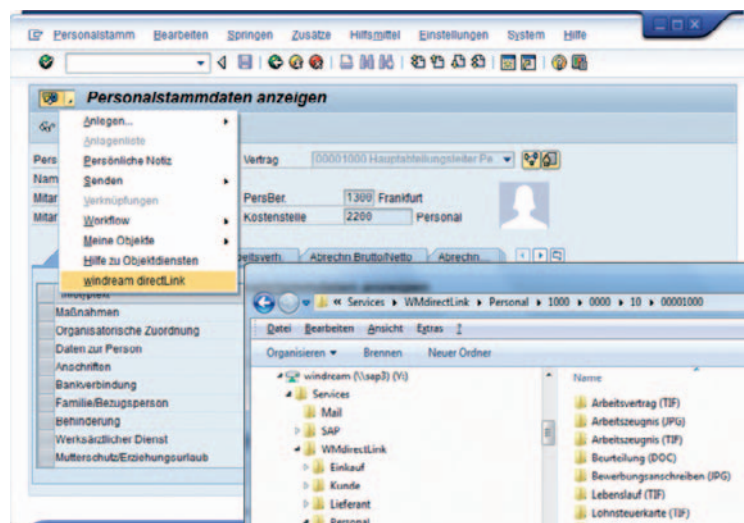 Personalstamm Bearbeiten Springen Zusätze Hilfsmittel Einstellungen System Hilfe
Personalstammdaten anzeigen
Anlegen...
Anlagenliste
Persönliche Notiz
Senden
Verknüpfungen
Workflow
Meine Objekte
Hilfe zu Objektdiensten
windream directLink
Pers
Nam
Mitar
Mitar
Vertrag 00001000 Hauptabteilungsleiter Pe
PersBer. 1300 Frankfurt
Kostenstelle 2200 Personal
Abrechn.Brutto/Netto Abrechn...
Maßnahmen
Organisatorische Zuordnung
Daten zur Person
Anschriften
Bankverbindung
Familie/Bezugsperson
Behinderung
Werksärztlicher Dienst
Mutterschutz/Erziehungsurlaub
« Services WMdirectLink Personal 1000 0000 10 00001000
Datei Bearbeiten Ansicht Extras ?
Organisieren Brennen Neuer Ordner
windream (\\sap3) (V:)
Services
Mail
SAP
WMdirectLink
Einkauf
Kunde
Lieferant
Personal
Name
Arbeitsvertrag (TIF)
Arbeitszeugnis (JPG)
Arbeitszeugnis (TIF)
Beurteilung (DOC)
Bewerbungsanschreiben (JPG)
Lebenslauf (TIF)
Lohnsteuerkarte (TIF)